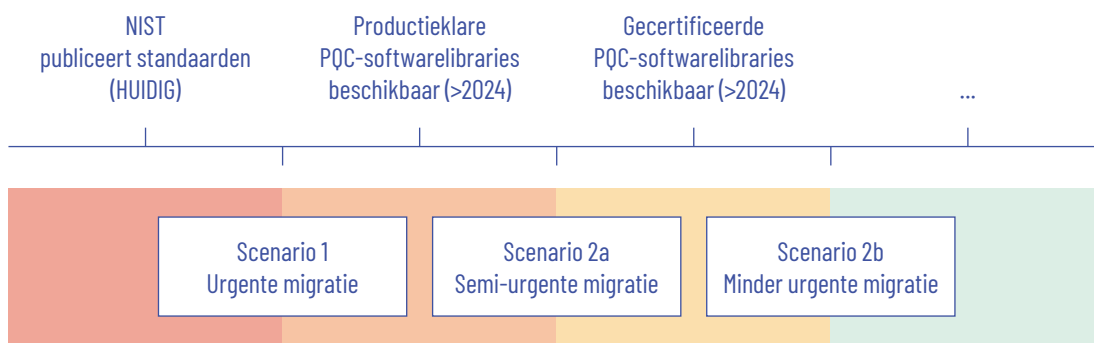 NIST
publiceert standaarden
(HUIDIG)
Productieklare
PQC-softwarelibraries
beschikbaar (>2024)
Gecertificeerde
PQC-softwarelibraries
beschikbaar (>2024)
...
Scenario 1
Urgente migratie
Scenario 2a
Semi-urgente migratie
Scenario 2b
Minder urgente migratie